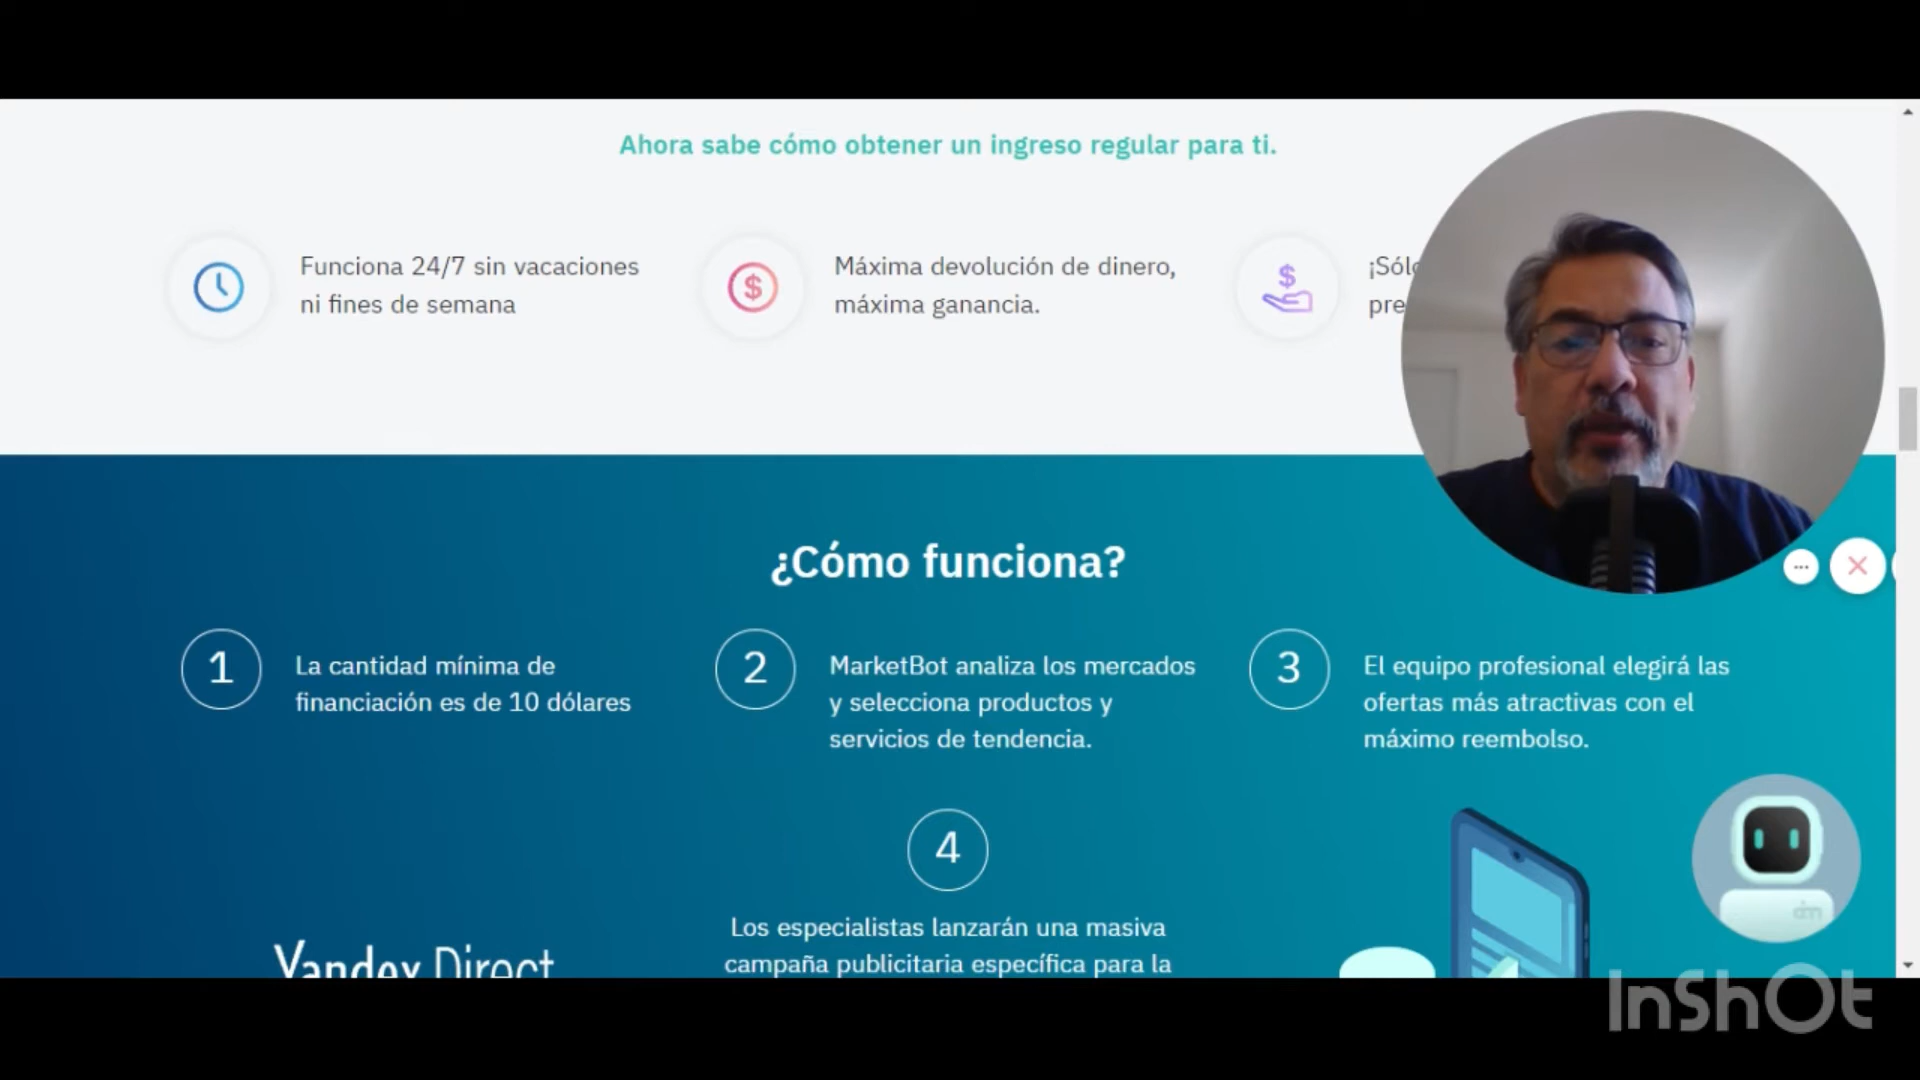 Ahora sabe cómo obtener un ingreso regular para ti.
Funciona 24/7 sin vacaciones
ni fines de semana
Máxima devolución de dinero,
máxima ganancia.
¿Cómo funciona?
1
La cantidad mínima de
financiación es de 10 dólares
2
MarketBot analiza los mercados
y selecciona productos y
servicios de tendencia.
3
El equipo profesional elegirá las
ofertas más atractivas con el
máximo reembolso.
4
Los especialistas lanzarán una masiva
campaña publicitaria específica para la
Yandex Direct
InShOt